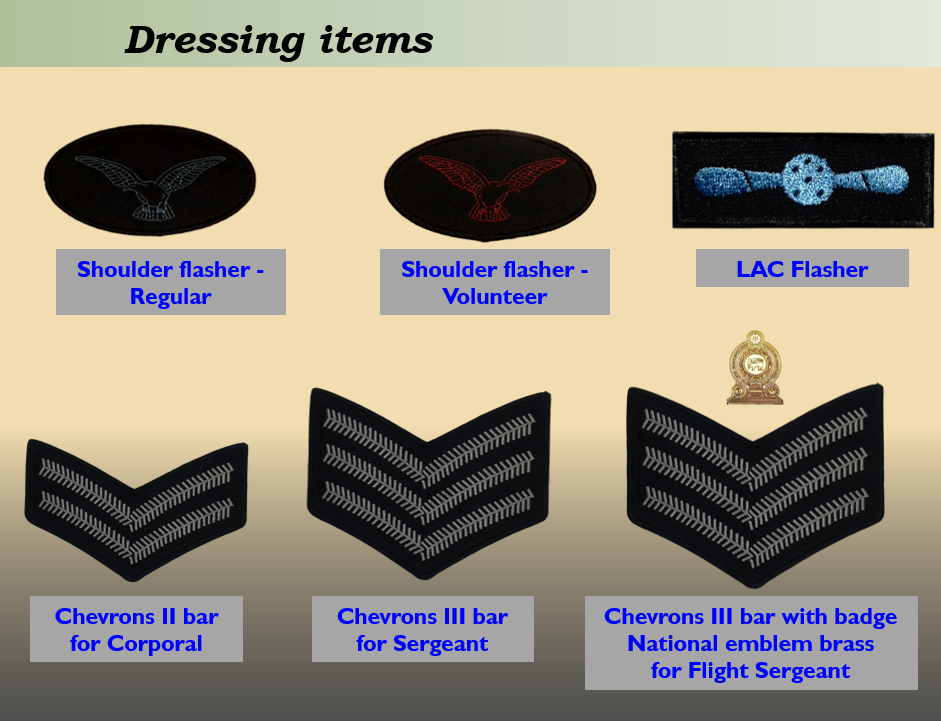 Dressing items
Shoulder flasher -
Regular
Shoulder flasher -
Volunteer
LAC Flasher
Chevrons II bar
for Corporal
Chevrons III bar
for Sergeant
Chevrons III bar with badge
National emblem brass
for Flight Sergeant